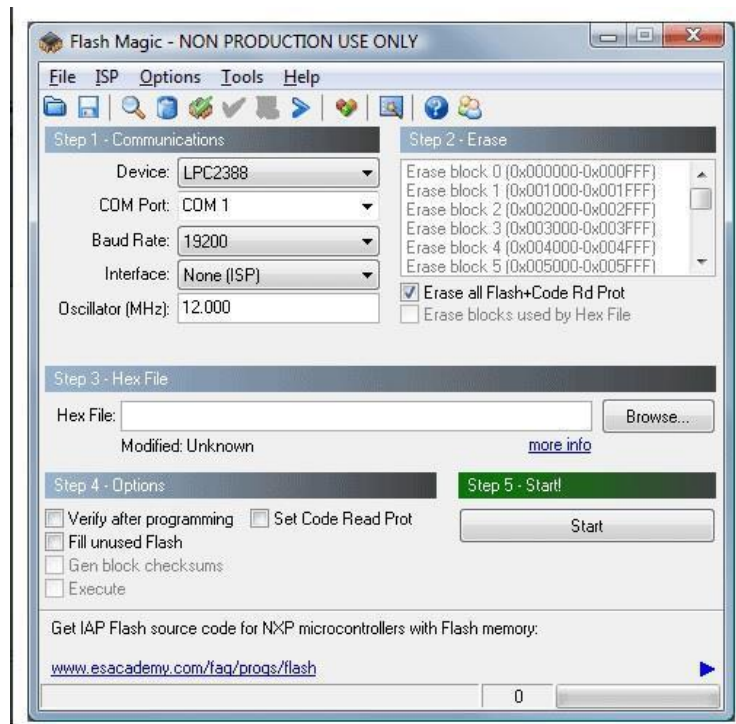 Flash Magic - NON PRODUCTION USE ONLY
File ISP Options Tools Help
Step 1 - Communications
Device: LPC2388
COM Port: COM 1
Baud Rate: 19200
Interface: None (ISP)
Oscillator (MHz): 12.000
Step 2 - Erase
Erase block 0 (0x000000-0x000FFF)
Erase block 1 (0x001000-0x001FFF)
Erase block 2 (0x002000-0x002FFF)
Erase block 3 (0x003000-0x003FFF)
Erase block 4 (0x004000-0x004FFF)
Erase block 5 (0x005000-0x005FFF)
Erase all Flash+Code Rd Prot
Erase blocks used by Hex File
Step 3 - Hex File
Hex File: Browse...
Modified: Unknown more info
Step 4 - Options
Verify after programming Set Code Read Prot
Fill unused Flash
Gen block checksums
Execute
Step 5 - Start!
Start
Get IAP Flash source code for NXP microcontrollers with Flash memory:
www.esacademy.com/faq/progs/flash
0